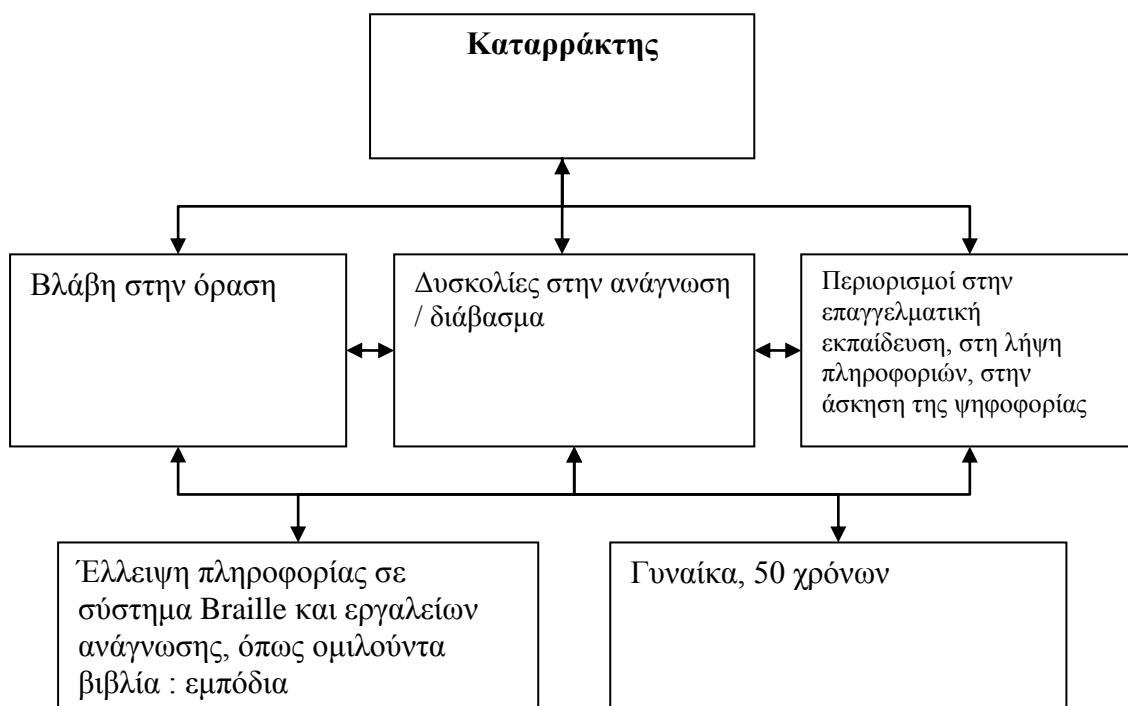 Καταρράκτης
Βλάβη στην όραση
Δυσκολίες στην ανάγνωση
/ διάβασμα
Περιορισμοί στην
επαγγελματική
εκπαίδευση, στη λήψη
πληροφοριών, στην
άσκηση της ψηφοφορίας
Έλλειψη πληροφορίας σε
σύστημα Braille και εργαλείων
ανάγνωσης, όπως ομιλούντα
βιβλία : εμπόδια
Γυναίκα, 50 χρόνων